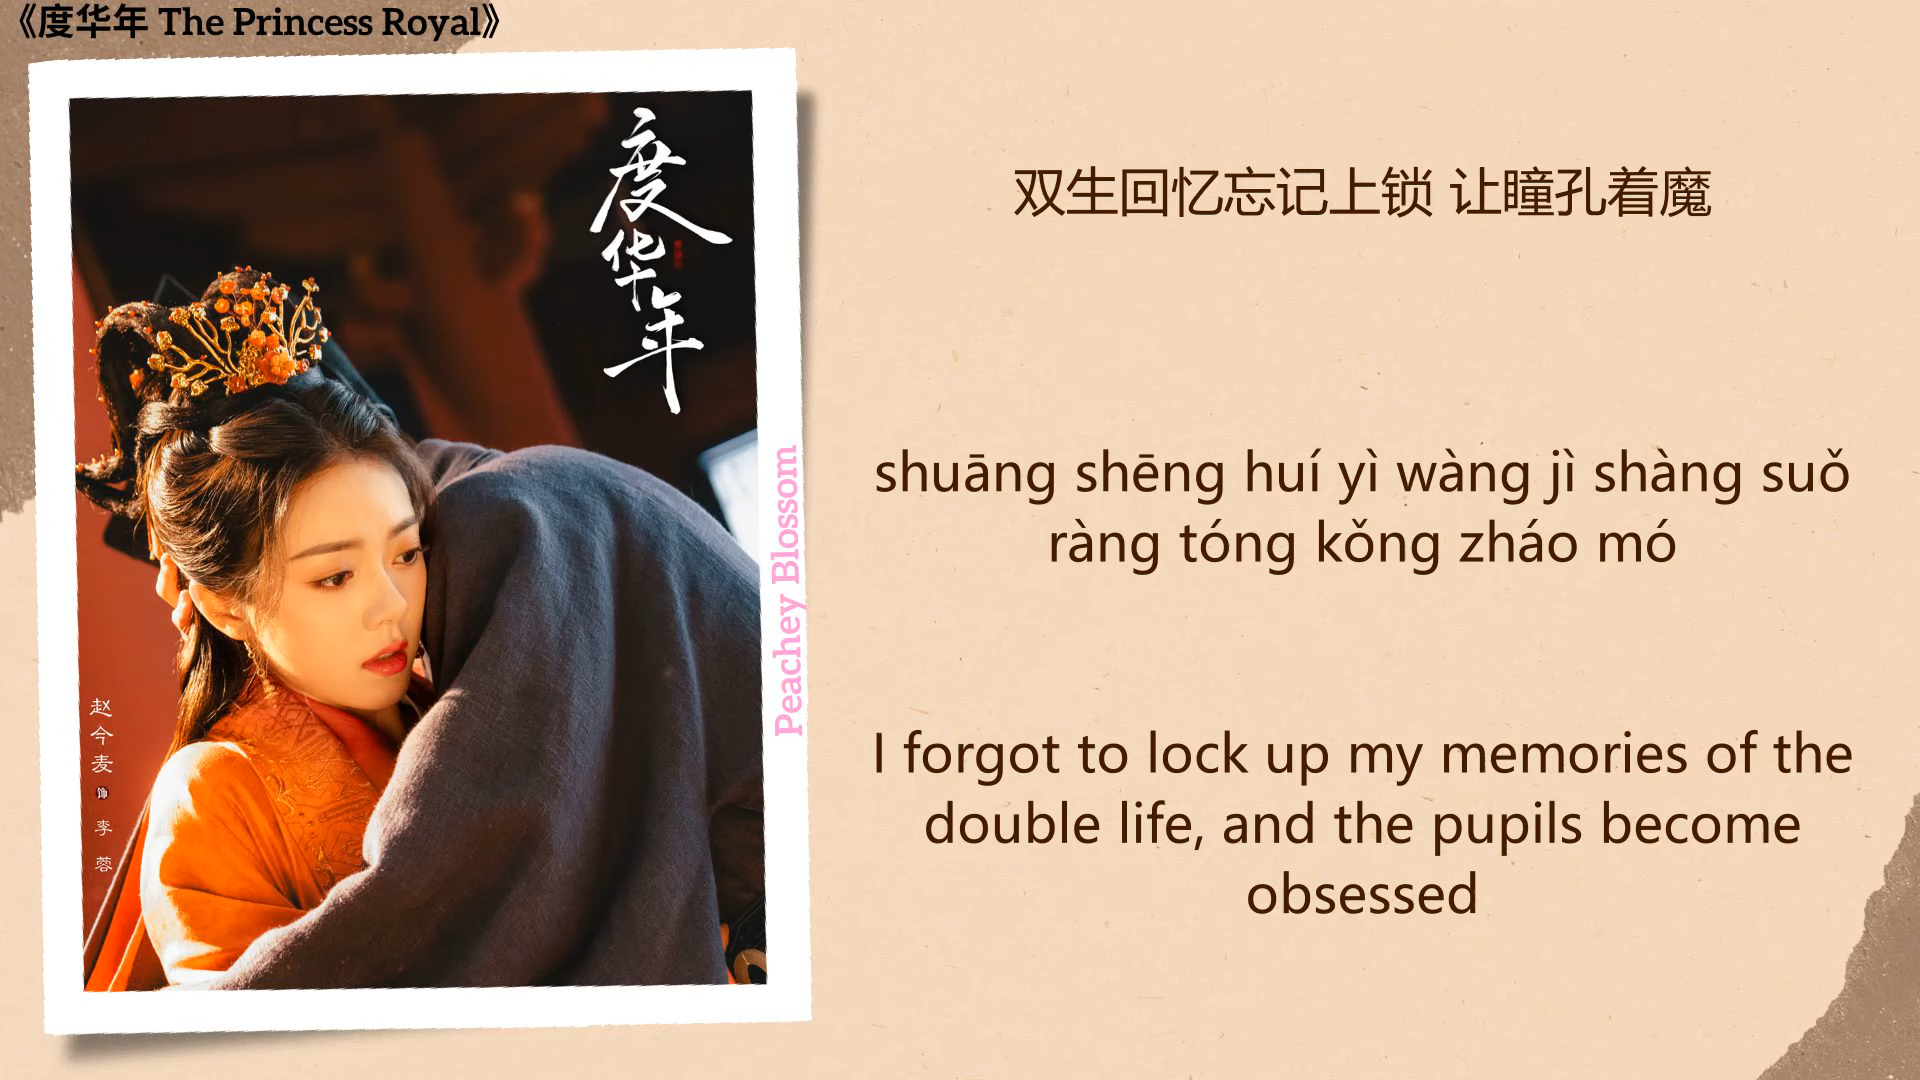 《度华年 The Princess Royal》
度华年
赵今麦 饰 李蓉
Peachey Blossom
双生回忆忘记上锁 让瞳孔着魔
shuāng shēng huí yì wàng jì shàng suǒ
ràng tóng kǒng zháo mó
I forgot to lock up my memories of the
double life, and the pupils become
obsessed